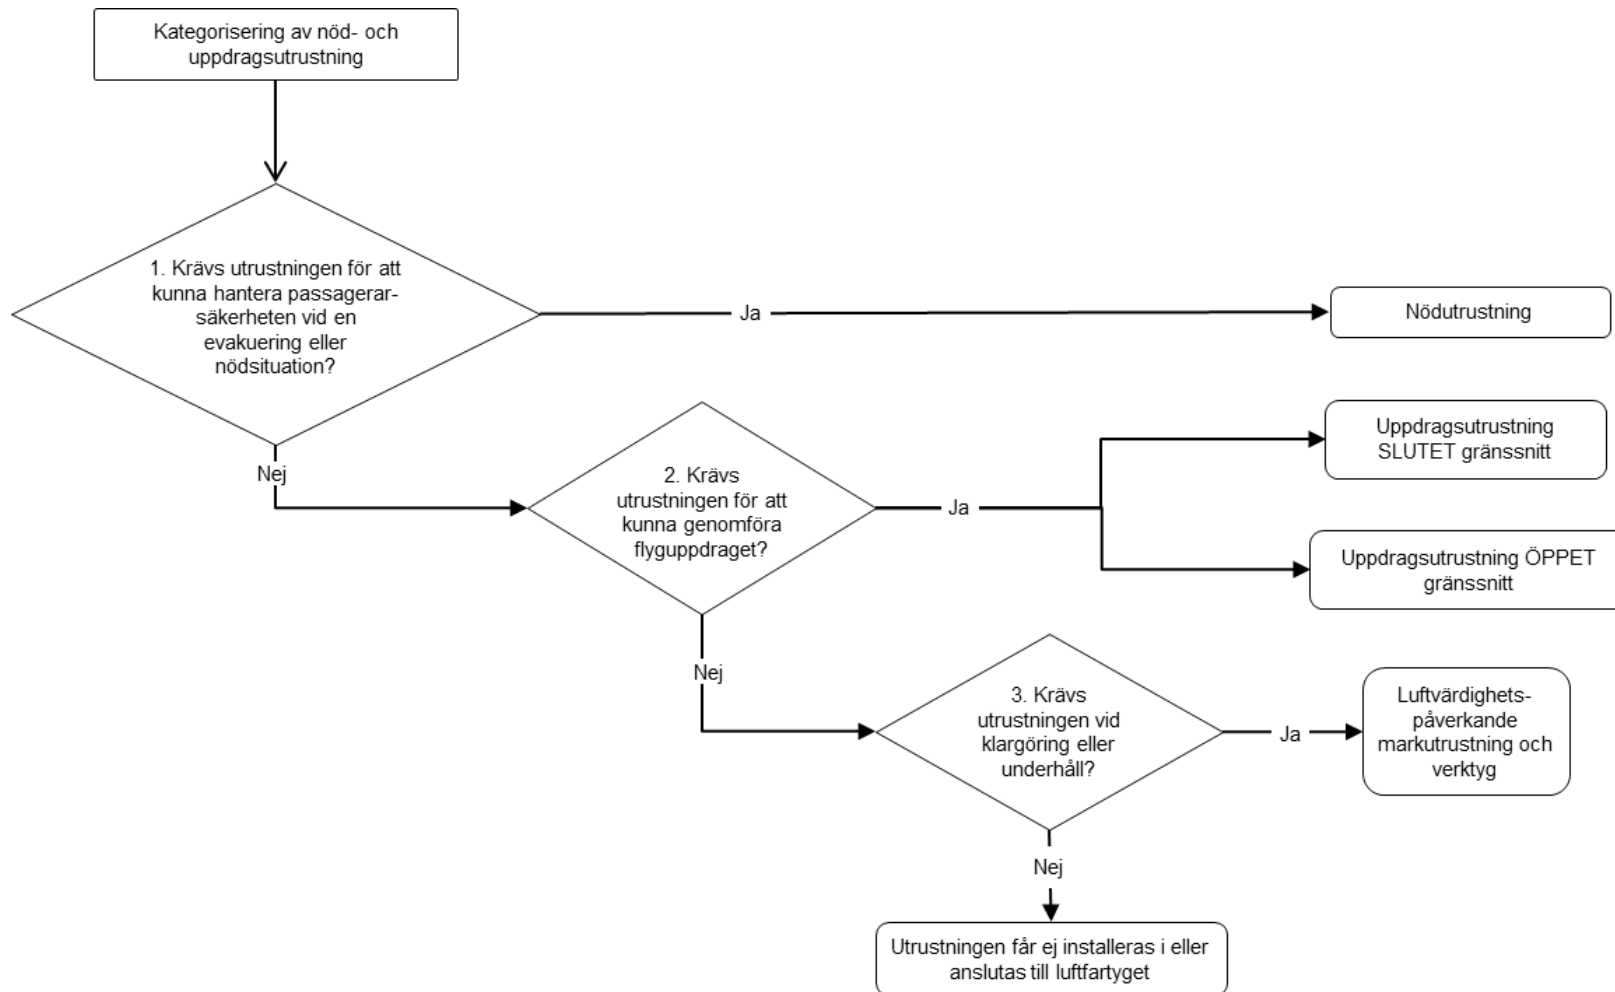 Kategorisering av nöd- och
uppdragsutrustning
1. Krävs utrustningen för att
kunna hantera passagerar-
säkerheten vid en
evakuering eller
nödsituation?
Ja
Nödutrustning
Nej
2. Krävs
utrustningen för att
kunna genomföra
flyguppdraget?
Ja
Uppdragsutrustning
SLUTET gränssnitt
Uppdragsutrustning ÖPPET
gränssnitt
Nej
3. Krävs
utrustningen vid
klargöring eller
underhåll?
Ja
Luftvärdighets-
påverkande
markutrustning och
verktyg
Nej
Utrustningen får ej installeras i eller
anslutas till luftfartyget